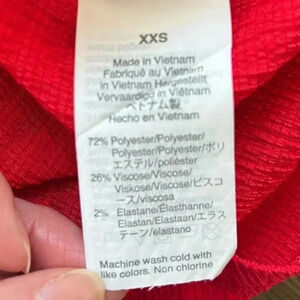 XXS
Made in Vietnam
Fabriqué au Vietnam
in Vietnam Hergestellt
Vervaardigd in Vietnam
ベトナム製
Hecho en Vietnam
72% Polyester/Polyester/
Polyester/Polyester/ポリ
エステル/poliéster
26% Viscose/Viscose/
Viskose/Viscose/ビスコ
ース/viscosa
2% Elastane/Élasthanne/
Elastan/Elastaan/エラス
テーン/elastano
Machine wash cold with
like colors. Non chlorine